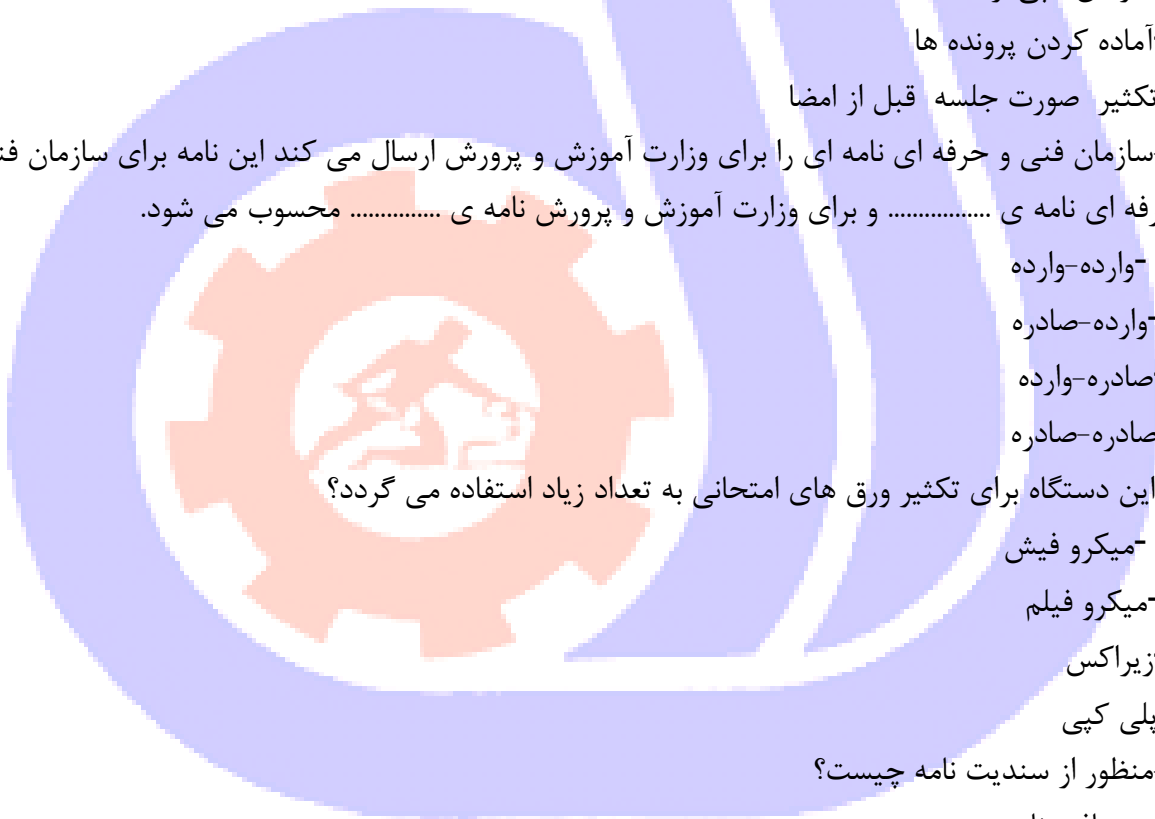 آماده کردن پرونده ها
تکثیر صورت جلسه قبل از امضا
-سازمان فنی و حرفه ای نامه ای را برای وزارت آموزش و پرورش ارسال می کند این نامه برای سازمان
ای نامه ی ................. و برای وزارت آموزش و پرورش نامه ی ............... محسوب می شود.
-وارده-وارده
-وارده-صادره
-صادره-وارده
صادره-صادره
این دستگاه برای تکثیر ورق های امتحانی به تعداد زیاد استفاده می گردد؟
-میکرو فیش
-میکرو فیلم
-زیراکس
پلی کپی
-منظور از سندیت نامه چیست؟